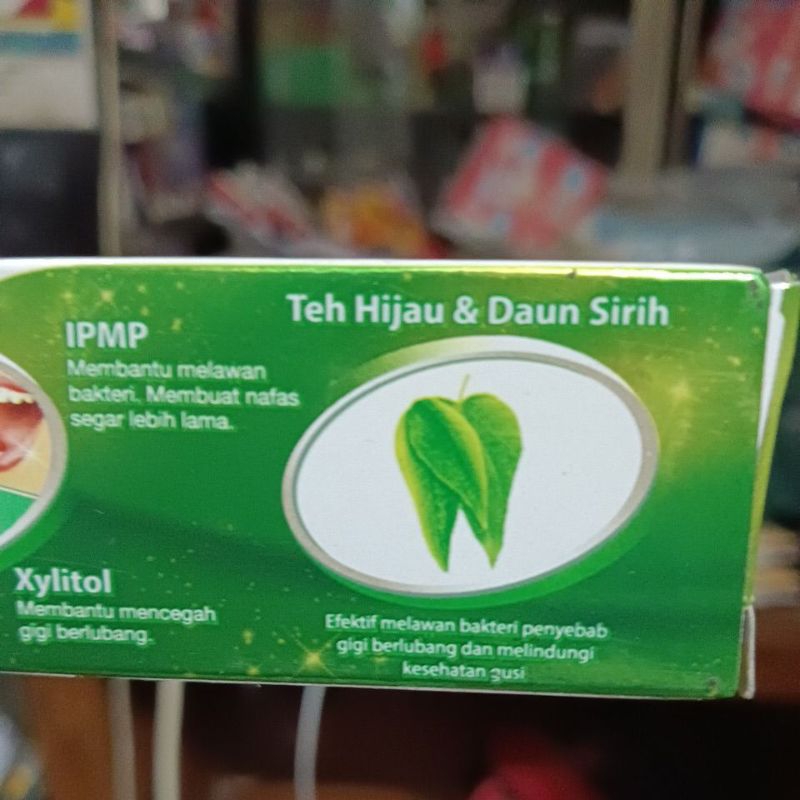 Teh Hijau & Daun Sirih
IPMP
Membantu melawan
bakteri. Membuat nafas
segar lebih lama.
Xylitol
Membantu mencegah
gigi berlubang.
Efektif melawan bakteri penyebab
gigi berlubang dan melindungi
kesehatan gusi